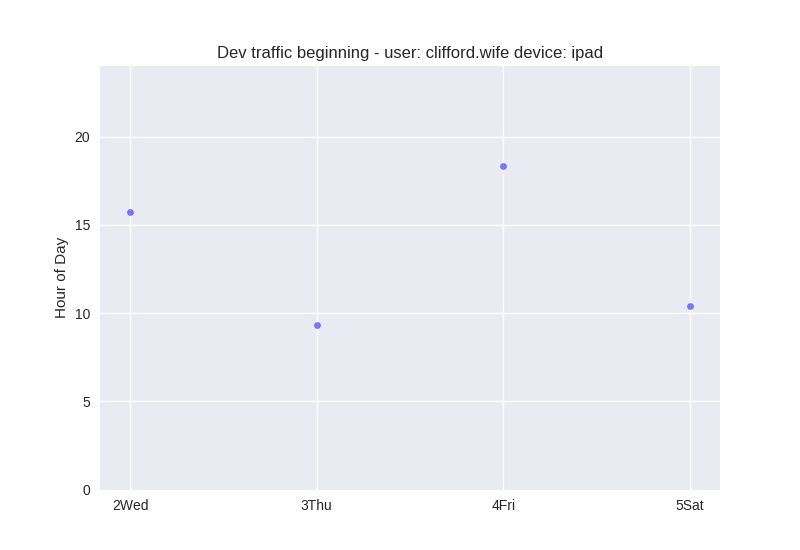 Dev traffic beginning - user: clifford.wife device: ipad
20
15
10
5
0
Hour of Day
2Wed 3Thu 4Fri 5Sat